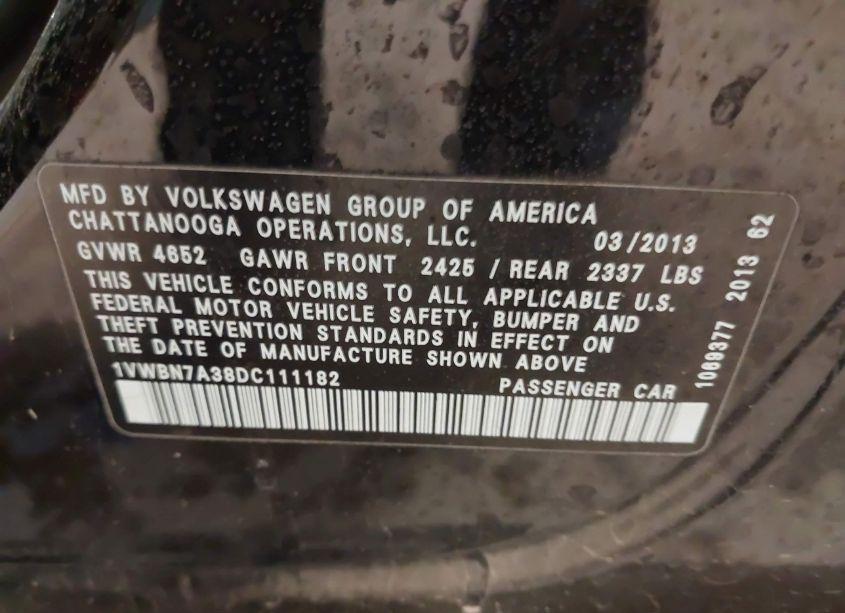 MFD BY VOLKSWAGEN GROUP OF AMERICA
CHATTANOOGA OPERATIONS, LLC. 03/2013
GVWR 4652 GAWR FRONT 2425 / REAR 2337 LBS
THIS VEHICLE CONFORMS TO ALL APPLICABLE U.S.
FEDERAL MOTOR VEHICLE SAFETY, BUMPER AND
THEFT PREVENTION STANDARDS IN EFFECT ON
THE DATE OF MANUFACTURE SHOWN ABOVE
1VWBN7A38DC111182 PASSENGER CAR
1069377 2013 62